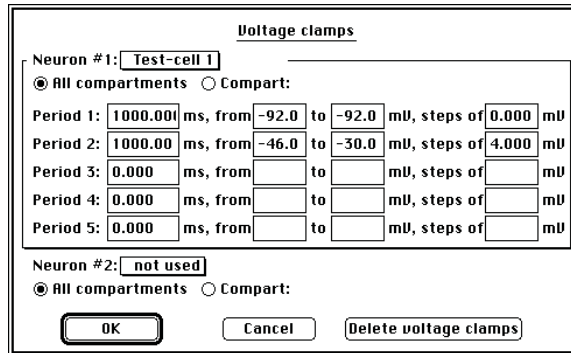 Voltage clamps
Neuron #1: Test-cell 1
All compartments Compart:
Period 1: 1000.00 ms, from -92.0 to -92.0 mV, steps of 0.000 mV
Period 2: 1000.00 ms, from -46.0 to -30.0 mV, steps of 4.000 mV
Period 3: 0.000 ms, from to mV, steps of mV
Period 4: 0.000 ms, from to mV, steps of mV
Period 5: 0.000 ms, from to mV, steps of mV
Neuron #2: not used
All compartments Compart:
OK Cancel Delete voltage clamps